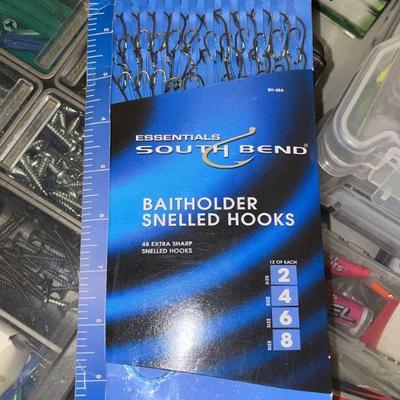 BH-48A
ESSENTIALS
SOUTH BEND®
BAITHOLDER
SNELLED HOOKS
48 EXTRA SHARP
SNELLED HOOKS
12 OF EACH
SIZE 2
SIZE 4
SIZE 6
SIZE 8